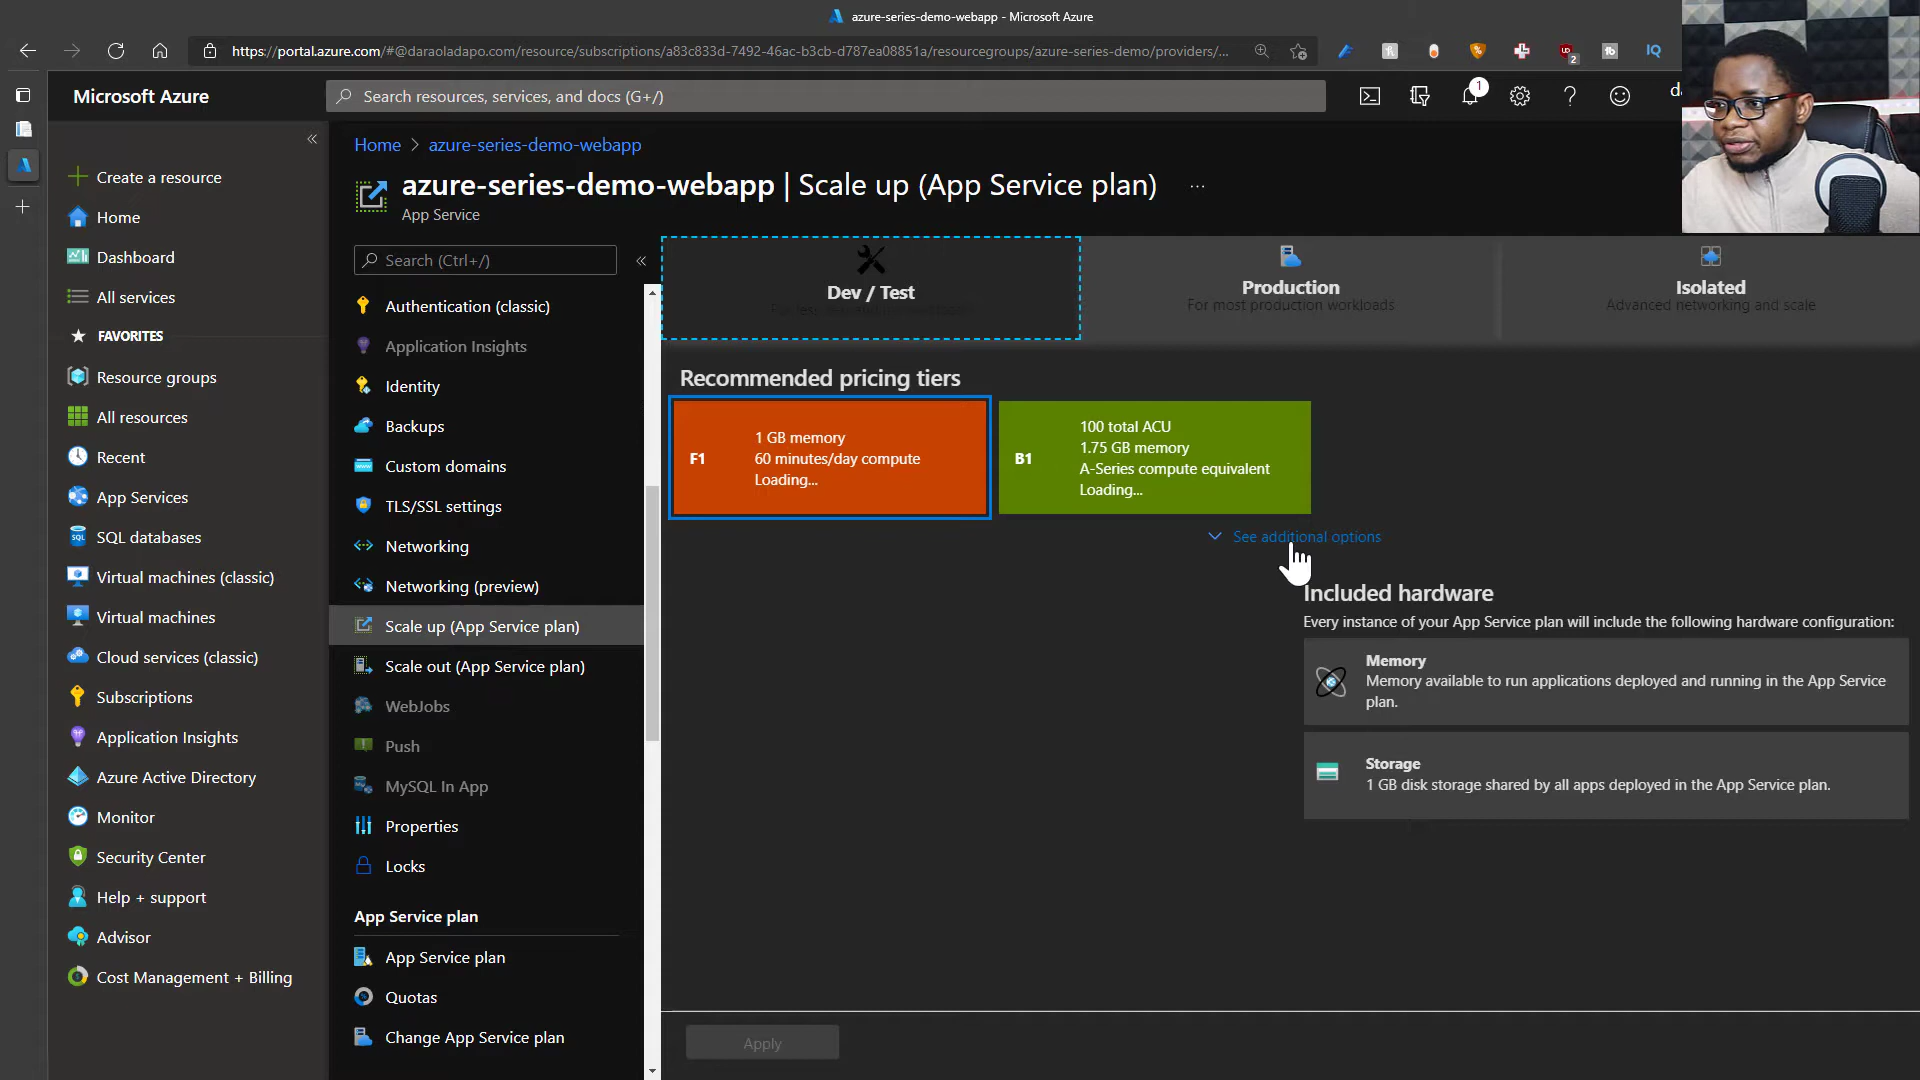 azure-series-demo-webapp - Microsoft Azure
https://portal.azure.com/#@daraoladapo.com/resource/subscriptions/a83c833d-7492-46ac-b3cb-d787ea08851a/resourcegroups/azure-series-demo/providers/...
UD
2
tb
IQ
Microsoft Azure
Search resources, services, and docs (G+/)
1
da
«
Create a resource
Home
Dashboard
All services
FAVORITES
Resource groups
All resources
Recent
App Services
SQL databases
Virtual machines (classic)
Virtual machines
Cloud services (classic)
Subscriptions
Application Insights
Azure Active Directory
Monitor
Security Center
Help + support
Advisor
Cost Management + Billing
Home > azure-series-demo-webapp
azure-series-demo-webapp | Scale up (App Service plan) ...
App Service
Search (Ctrl+/)
«
Authentication (classic)
Application Insights
Identity
Backups
Custom domains
TLS/SSL settings
Networking
Networking (preview)
Scale up (App Service plan)
Scale out (App Service plan)
WebJobs
Push
MySQL In App
Properties
Locks
App Service plan
App Service plan
Quotas
Change App Service plan
Dev / Test
Production
For most production workloads
Isolated
Advanced networking and scale
Recommended pricing tiers
F1
1 GB memory
60 minutes/day compute
Loading...
B1
100 total ACU
1.75 GB memory
A-Series compute equivalent
Loading...
See additional options
Included hardware
Every instance of your App Service plan will include the following hardware configuration:
Memory
Memory available to run applications deployed and running in the App Service
plan.
Storage
1 GB disk storage shared by all apps deployed in the App Service plan.
Apply